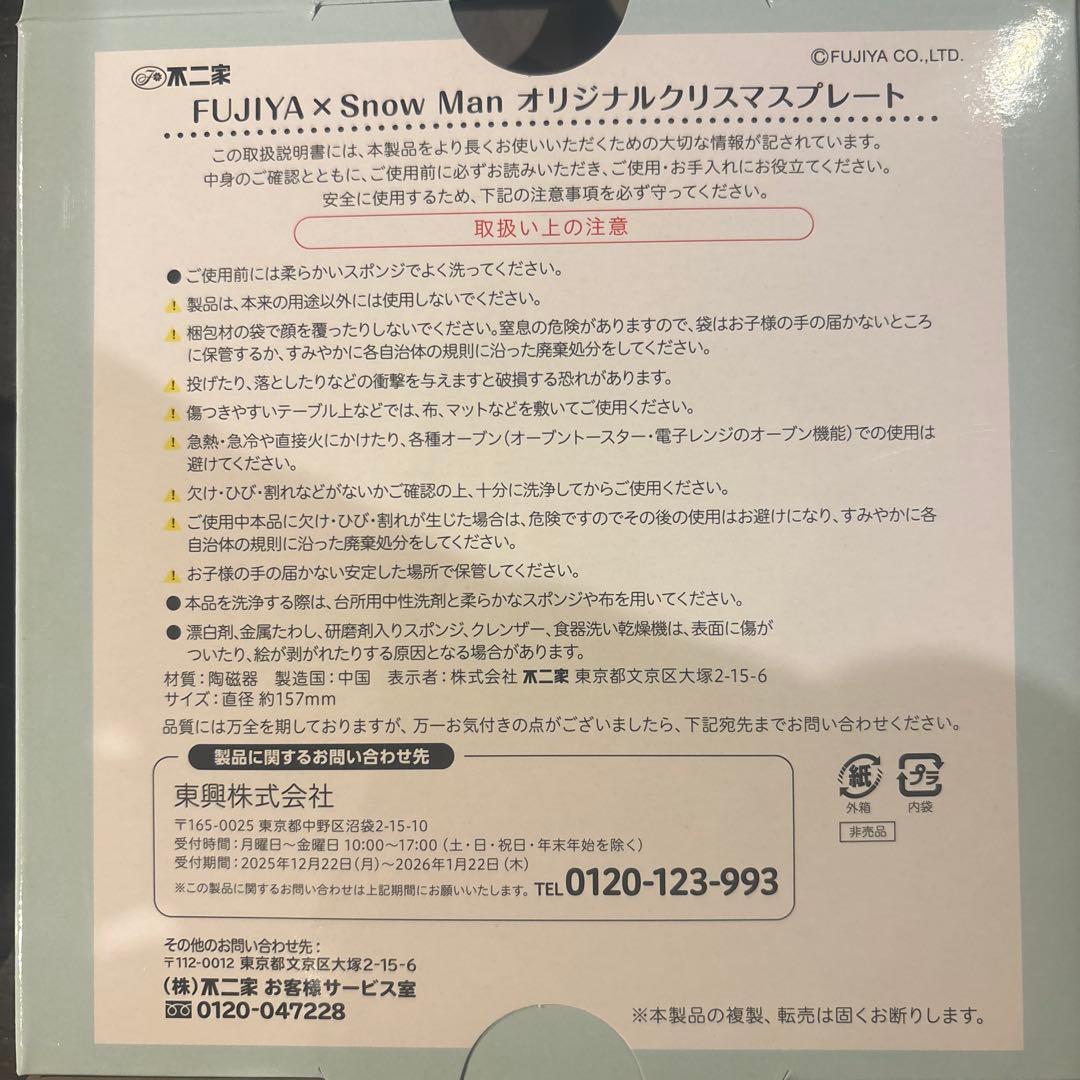 ©FUJIYA CO.,LTD.
不二家
FUJIYA×Snow Man オリジナルクリスマスプレート
この取扱説明書には、本製品をより長くお使いいただくための大切な情報が記されています。
中身のご確認とともに、ご使用前に必ずお読みいただき、ご使用・お手入れにお役立てください。
安全に使用するため、下記の注意事項を必ず守ってください。
取扱い上の注意
●ご使用前には柔らかいスポンジでよく洗ってください。
製品は、本来の用途以外には使用しないでください。
梱包材の袋で顔を覆ったりしないでください。窒息の危険がありますので、袋はお子様の手の届かないところ
に保管するか、すみやかに各自治体の規則に沿った廃棄処分をしてください。
投げたり、落としたりなどの衝撃を与えますと破損する恐れがあります。
傷つきやすいテーブル上などでは、布、マットなどを敷いてご使用ください。
急熱・急冷や直接火にかけたり、各種オーブン(オーブントースター・電子レンジのオーブン機能)での使用は
避けてください。
欠け・ひび・割れなどがないかご確認の上、十分に洗浄してからご使用ください。
ご使用中本品に欠け・ひび・割れが生じた場合は、危険ですのでその後の使用はお避けになり、すみやかに各
自治体の規則に沿った廃棄処分をしてください。
お子様の手の届かない安定した場所で保管してください。
●本品を洗浄する際は、台所用中性洗剤と柔らかなスポンジや布を用いてください。
●漂白剤、金属たわし、研磨剤入りスポンジ、クレンザー、食器洗い乾燥機は、表面に傷が
ついたり、絵が剥がれたりする原因となる場合があります。
材質：陶磁器 製造国：中国 表示者：株式会社 不二家 東京都文京区大塚2-15-6
サイズ：直径 約157mm
品質には万全を期しておりますが、万一お気付きの点がございましたら、下記宛先までお問い合わせください。
製品に関するお問い合わせ先
東興株式会社
〒165-0025 東京都中野区沼袋2-15-10
受付時間：月曜日〜金曜日 10:00〜17:00（土・日・祝日・年末年始を除く）
受付期間：2025年12月22日(月)〜2026年1月22日(木)
※この製品に関するお問い合わせは上記期間にお願いいたします。 TEL 0120-123-993
紙
外箱
プラ
内袋
非売品
その他のお問い合わせ先：
〒112-0012 東京都文京区大塚2-15-6
(株)不二家 お客様サービス室
0120-047228
※本製品の複製、転売は固くお断りします。